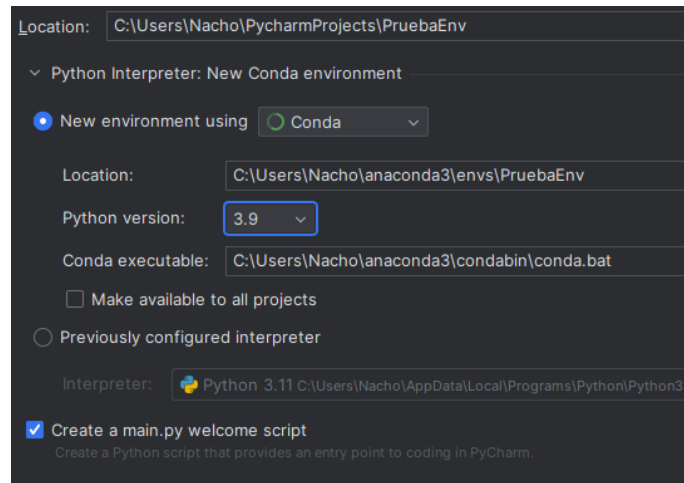 Location: C:\Users\Nacho\PycharmProjects\PruebaEnv
Python Interpreter: New Conda environment
New environment using Conda
Location: C:\Users\Nacho\anaconda3\envs\PruebaEnv
Python version: 3.9
Conda executable: C:\Users\Nacho\anaconda3\condabin\conda.bat
Make available to all projects
Previously configured interpreter
Interpreter: Python 3.11 C:\Users\Nacho\AppData\Local\Programs\Python\Python3
Create a main.py welcome script
Create a Python script that provides an entry point to coding in PyCharm.